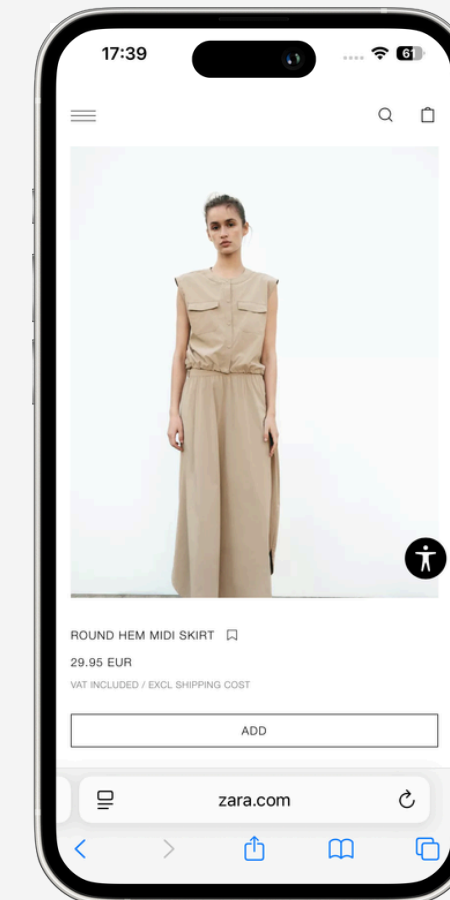 17:39
61
ROUND HEM MIDI SKIRT
29.95 EUR
VAT INCLUDED / EXCL SHIPPING COST
ADD
zara.com